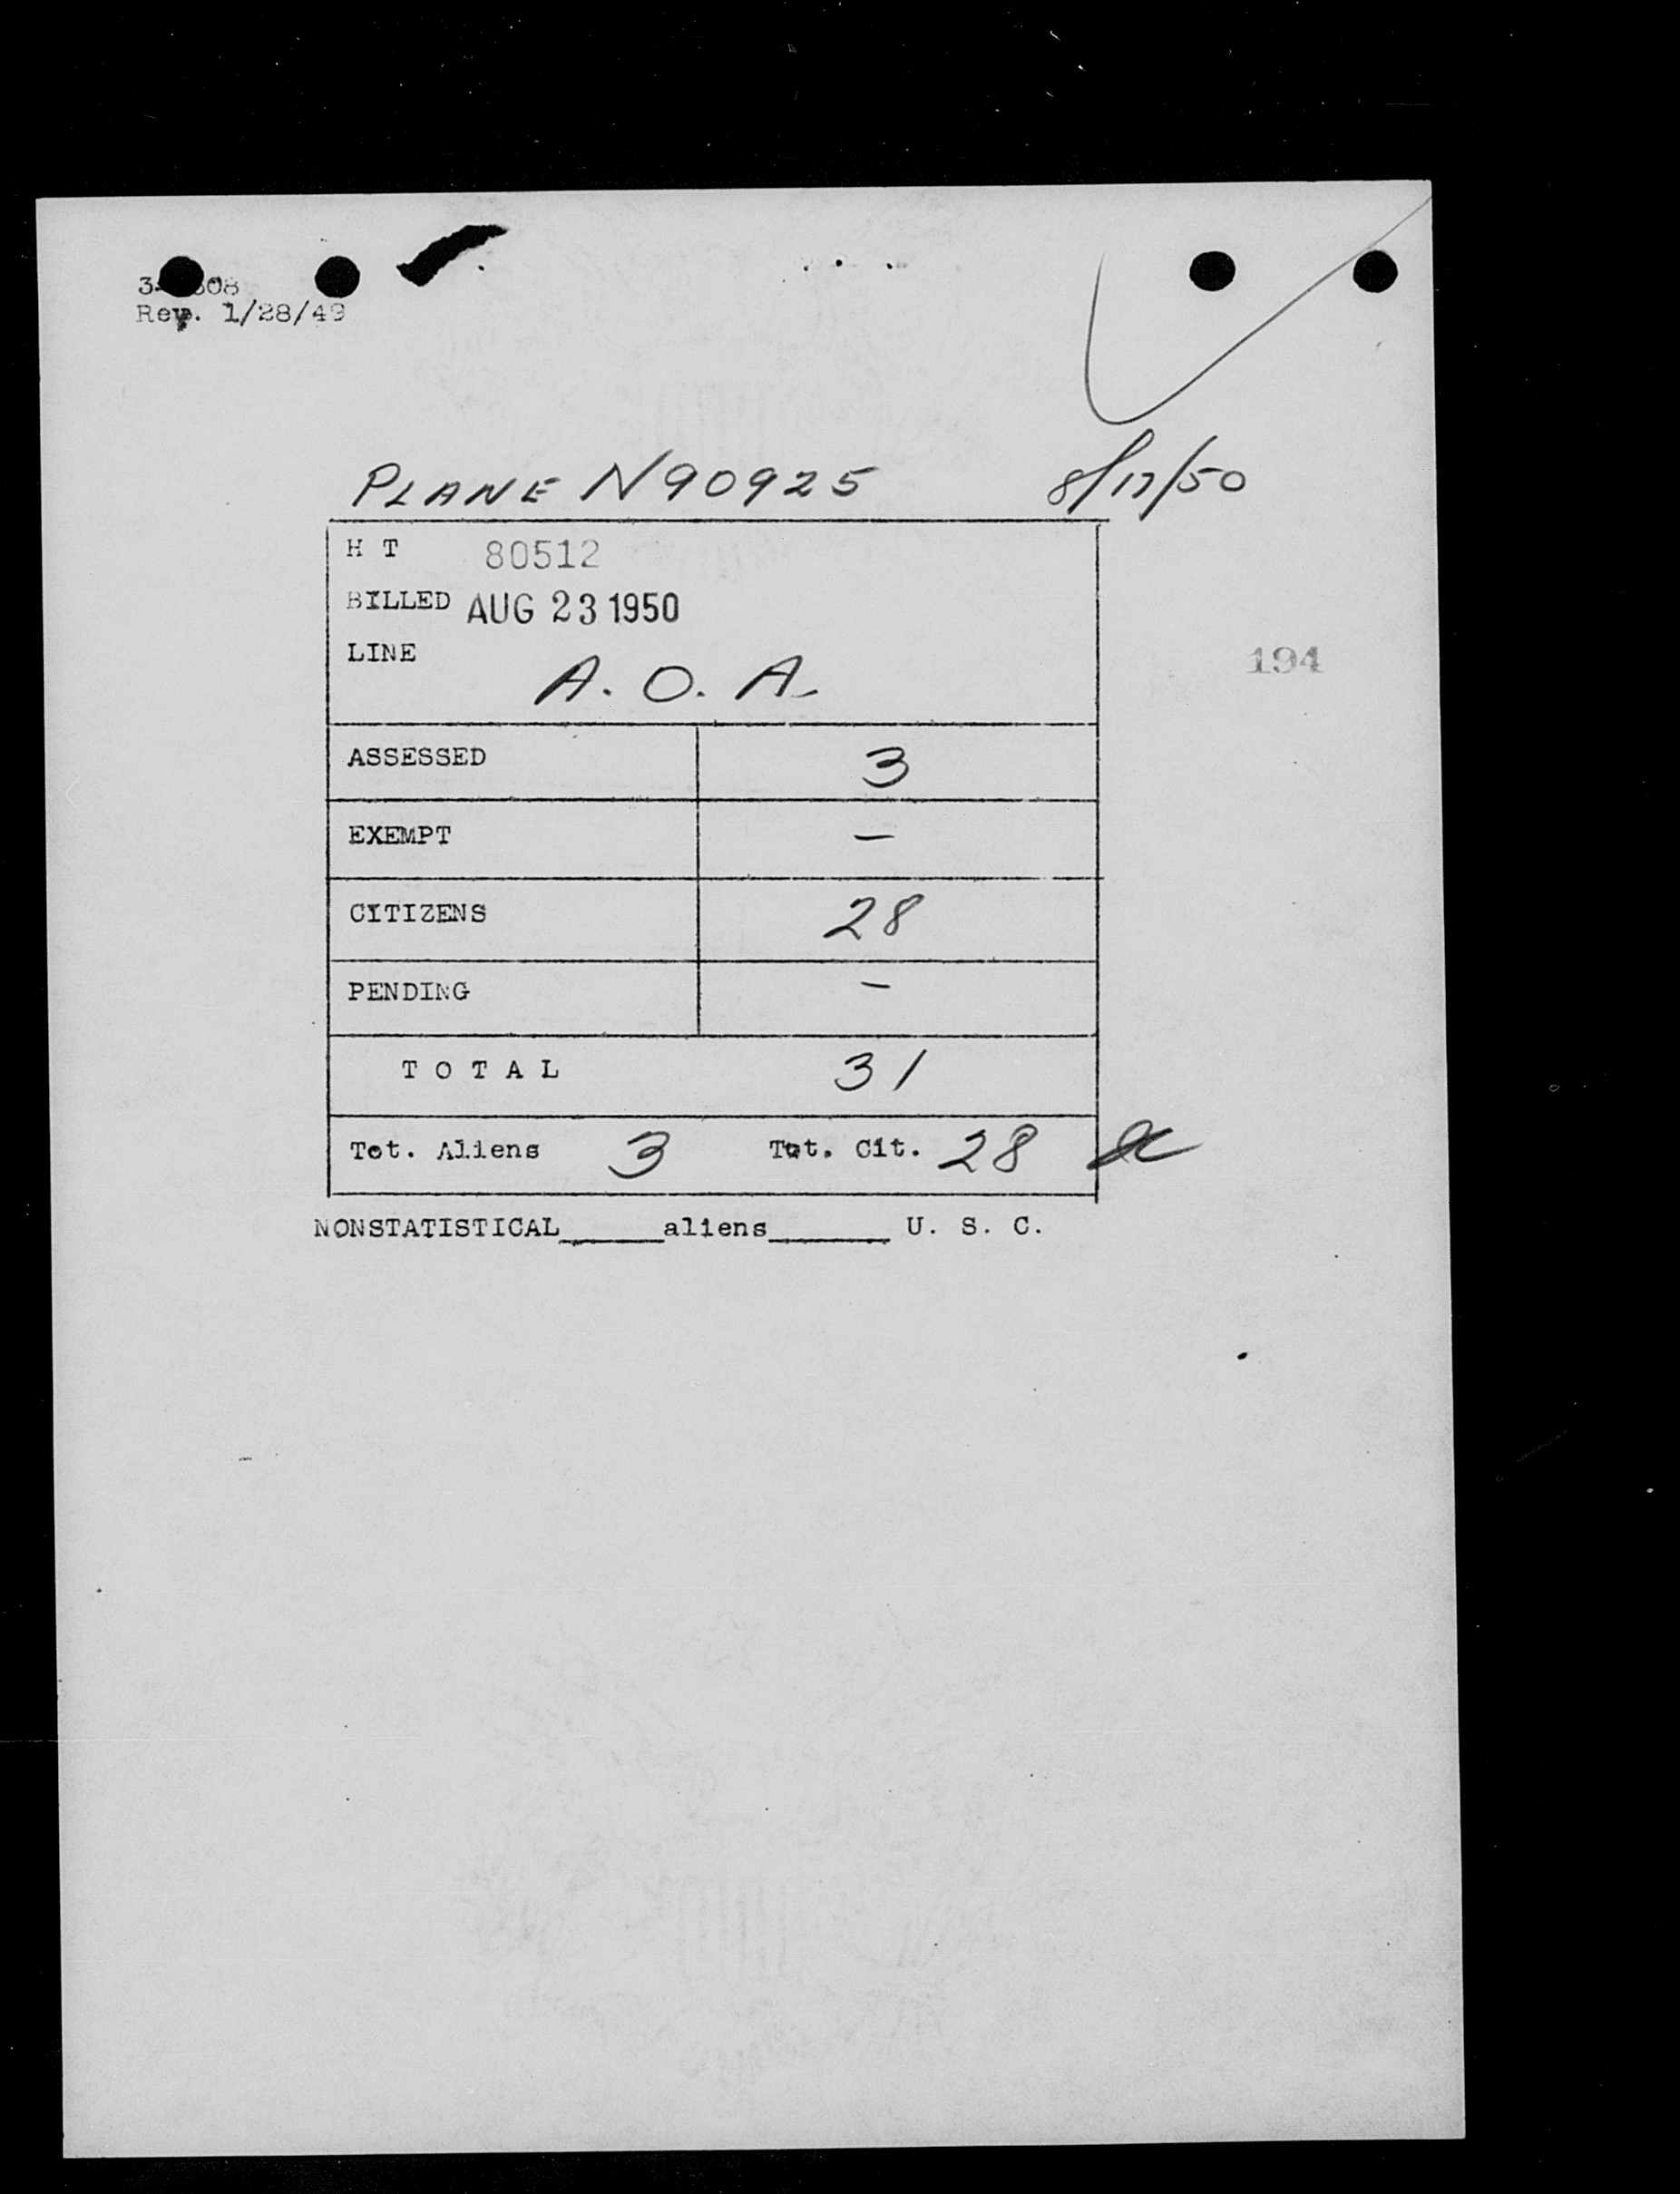 Rev. 1/28/49
PLANE N90925 8/17/50
H T 80512
BILLED AUG 23 1950
LINE
A. O. A.
194
ASSESSED 3
EXEMPT –
CITIZENS 28
PENDING –
T O T A L 31
Tot. Aliens 3 Tot. Cit. 28
NONSTATISTICAL_____aliens______ U. S. C.